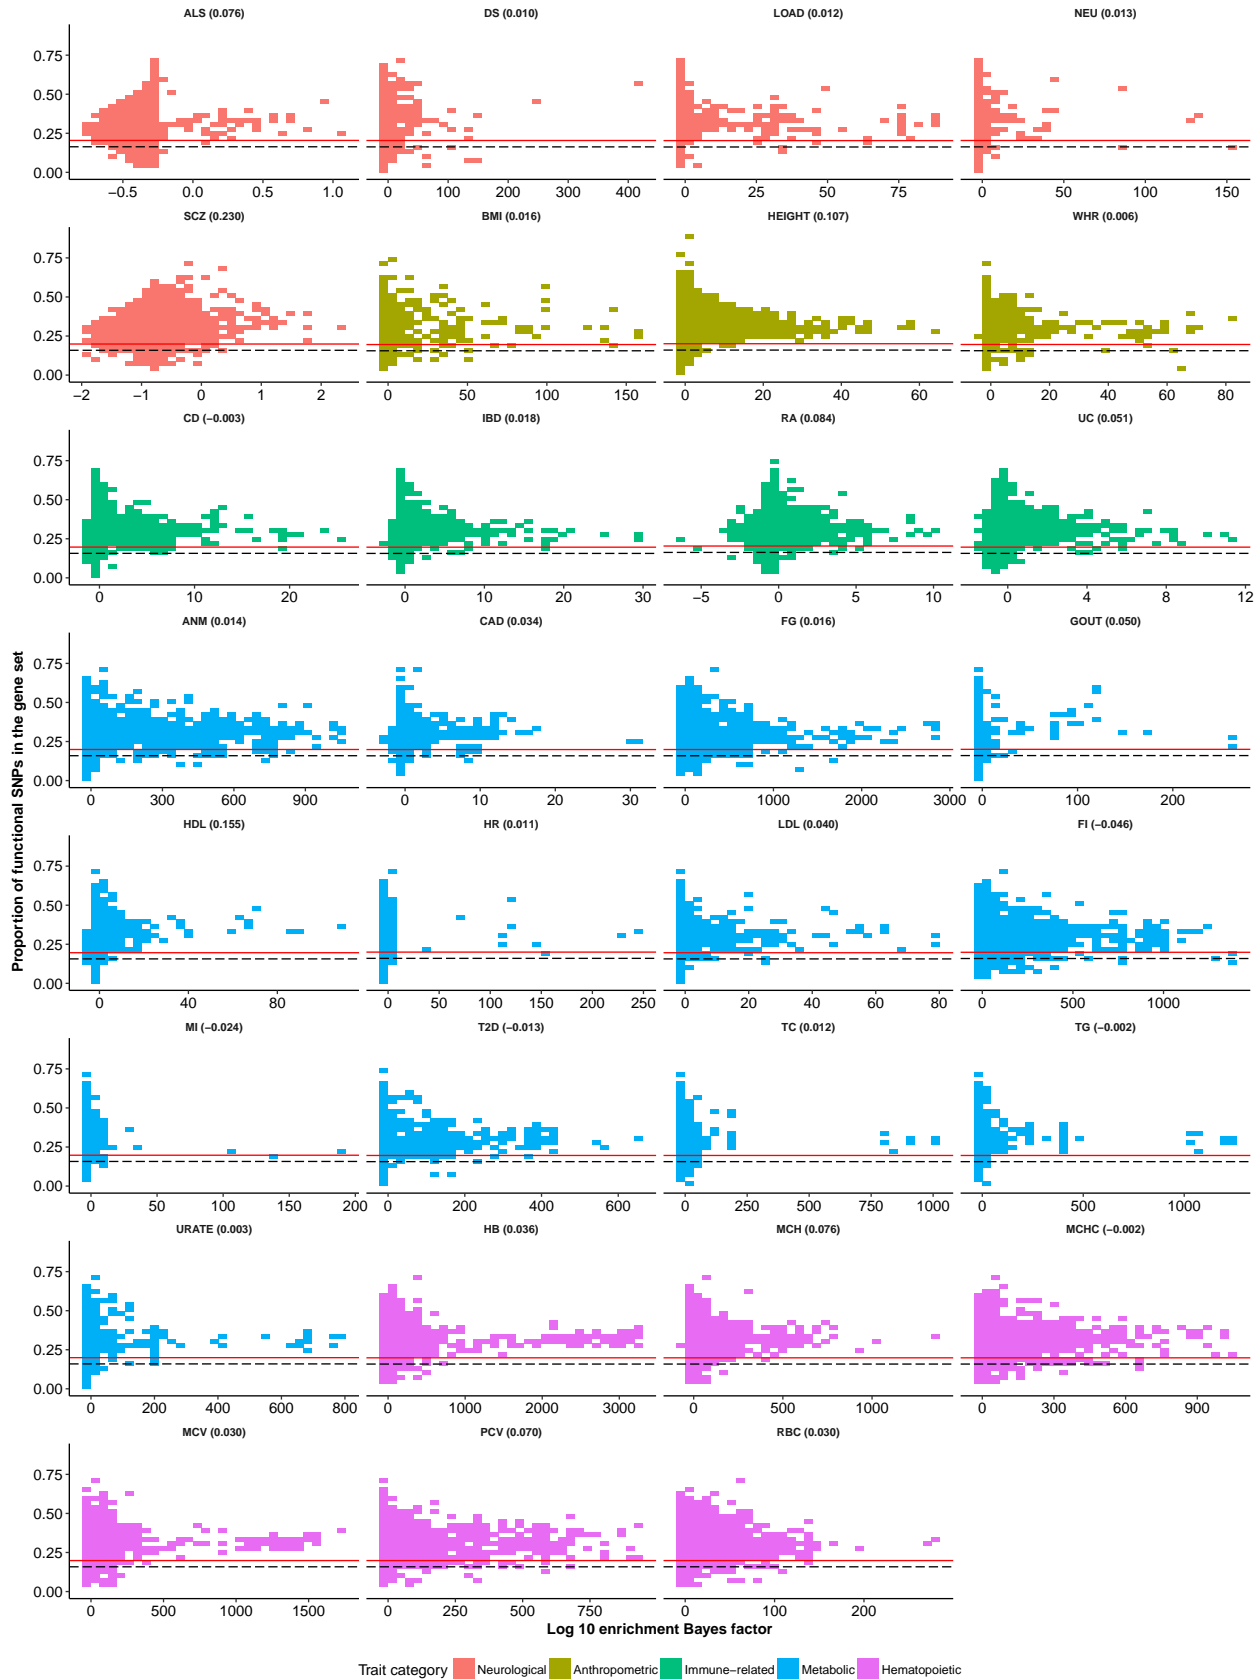 ALS (0.076) DS (0.010) LOAD (0.012) NEU (0.013)
0.75
0.50
0.25
0.00
−0.5 0.0 0.5 1.0 0 100 200 300 400 0 25 50 75 0 50 100 150
SCZ (0.230) BMI (0.016) HEIGHT (0.107) WHR (0.006)
0.75
0.50
0.25
0.00
−2 −1 0 1 2 0 50 100 150 0 20 40 60 0 20 40 60 80
CD (−0.003) IBD (0.018) RA (0.084) UC (0.051)
0.75
0.50
0.25
0.00
0 10 20 0 10 20 30 −5 0 5 10 0 4 8 12
ANM (0.014) CAD (0.034) FG (0.016) GOUT (0.050)
0.75
0.50
0.25
0.00
0 300 600 900 0 10 20 30 0 1000 2000 3000 0 100 200
Proportion of functional SNPs in the gene set
HDL (0.155) HR (0.011) LDL (0.040) FI (−0.046)
0.75
0.50
0.25
0.00
0 40 80 0 50 100 150 200 250 0 20 40 60 80 0 500 1000
MI (−0.024) T2D (−0.013) TC (0.012) TG (−0.002)
0.75
0.50
0.25
0.00
0 50 100 150 200 0 200 400 600 0 250 500 750 1000 0 500 1000
URATE (0.003) HB (0.036) MCH (0.076) MCHC (−0.002)
0.75
0.50
0.25
0.00
0 200 400 600 800 0 1000 2000 3000 0 500 1000 0 300 600 900
MCV (0.030) PCV (0.070) RBC (0.030)
0.75
0.50
0.25
0.00
0 500 1000 1500 0 250 500 750 0 100 200
Log 10 enrichment Bayes factor
Trait category Neurological Anthropometric Immune−related Metabolic Hematopoietic